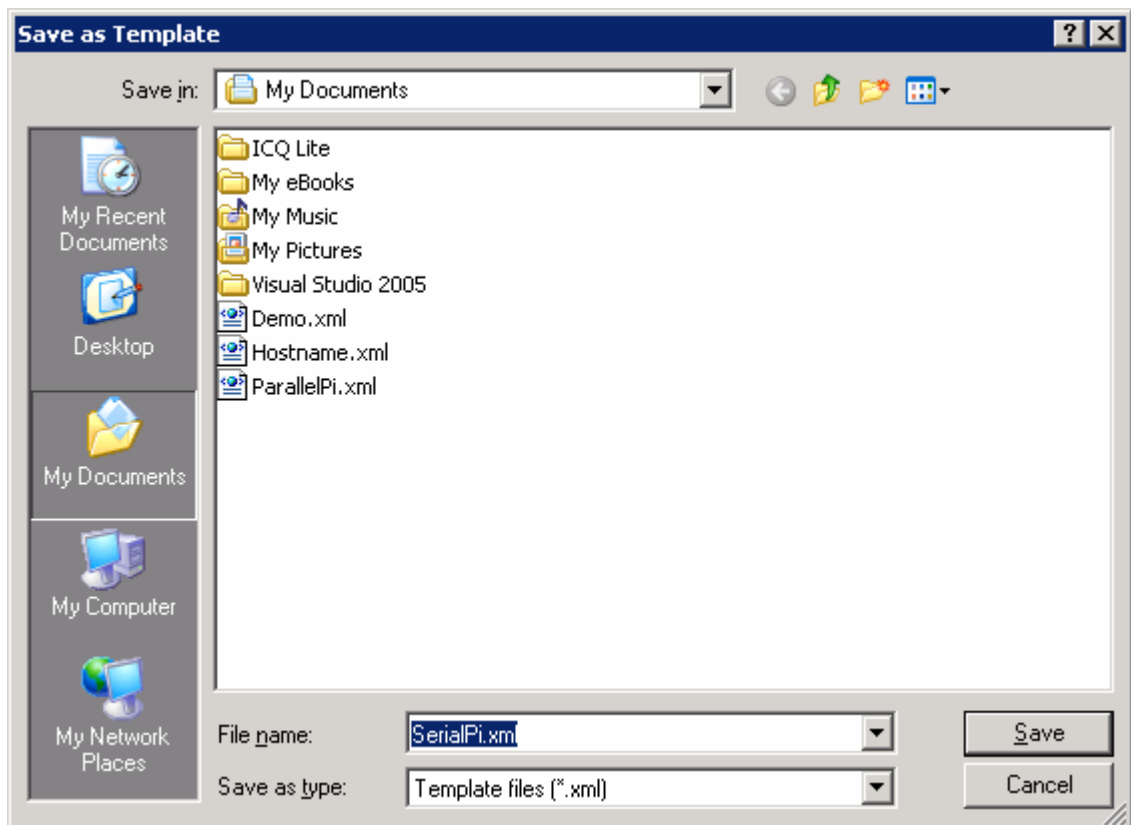 Save as Template
Save in: My Documents
My Recent
Documents
Desktop
My Documents
My Computer
My Network
Places
ICQ Lite
My eBooks
My Music
My Pictures
Visual Studio 2005
Demo.xml
Hostname.xml
ParallelPi.xml
File name: SerialPi.xml Save
Save as type: Template files (*.xml) Cancel